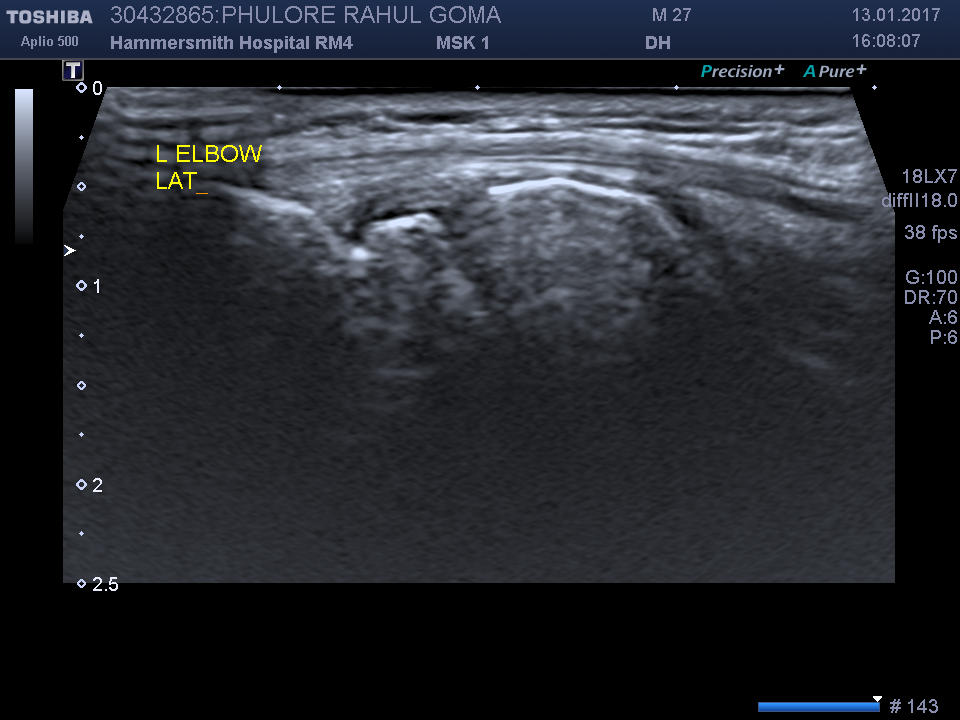 TOSHIBA 30432865:PHULORE RAHUL GOMA M 27 13.01.2017
Aplio 500 Hammersmith Hospital RM4 MSK 1 DH 16:08:07
T Precision+ A Pure+
0
L ELBOW
LAT_
18LX7
diffII18.0
38 fps
1
G:100
DR:70
A:6
P:6
2
2.5
# 143